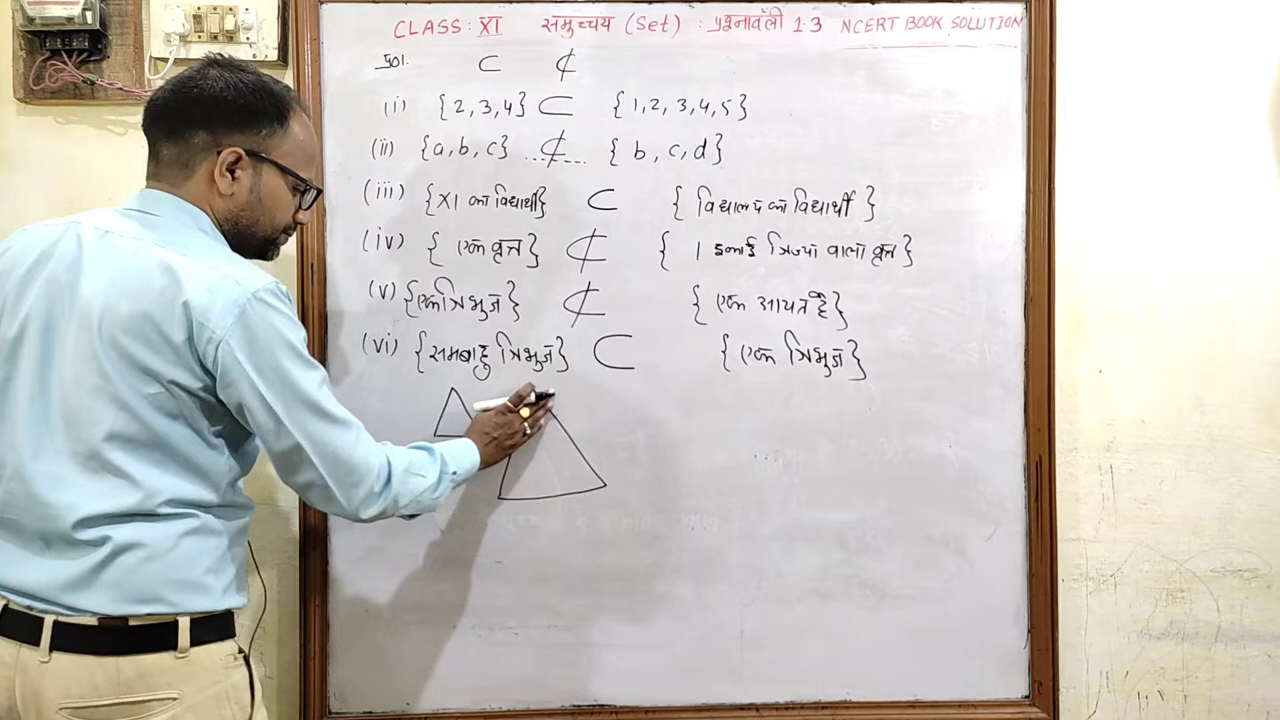 CLASS: XI समुच्चय (Set) : प्रश्नावली 1.3 NCERT BOOK SOLUTION
प्र01. ⊂ ⊄
(i) {2,3,4} ⊂ {1,2,3,4,5}
(ii) {a,b,c} ...⊄... {b,c,d}
(iii) {XI का विद्यार्थी} ⊂ {विद्यालय का विद्यार्थी}
(iv) {एक वृत्त} ⊄ {1 इकाई त्रिज्या वाला वृत्त}
(v) {एक त्रिभुज} ⊄ {एक आयत है}
(vi) {समबाहु त्रिभुज} ⊂ {एक त्रिभुज}